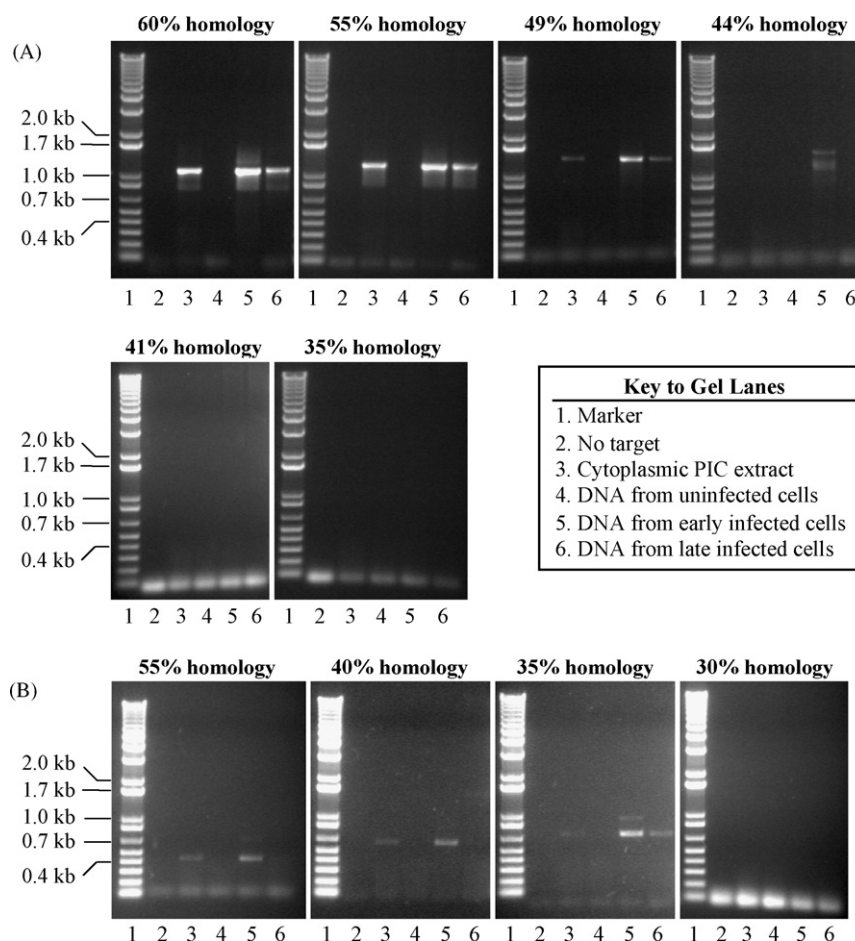 60% homology 55% homology 49% homology 44% homology
(A)
2.0 kb
1.7 kb
1.0 kb
0.7 kb
0.4 kb
1 2 3 4 5 6 1 2 3 4 5 6 1 2 3 4 5 6 1 2 3 4 5 6
41% homology 35% homology
2.0 kb
1.7 kb
1.0 kb
0.7 kb
0.4 kb
1 2 3 4 5 6 1 2 3 4 5 6
Key to Gel Lanes
1. Marker
2. No target
3. Cytoplasmic PIC extract
4. DNA from uninfected cells
5. DNA from early infected cells
6. DNA from late infected cells
55% homology 40% homology 35% homology 30% homology
(B)
2.0 kb
1.7 kb
1.0 kb
0.7 kb
0.4 kb
1 2 3 4 5 6 1 2 3 4 5 6 1 2 3 4 5 6 1 2 3 4 5 6